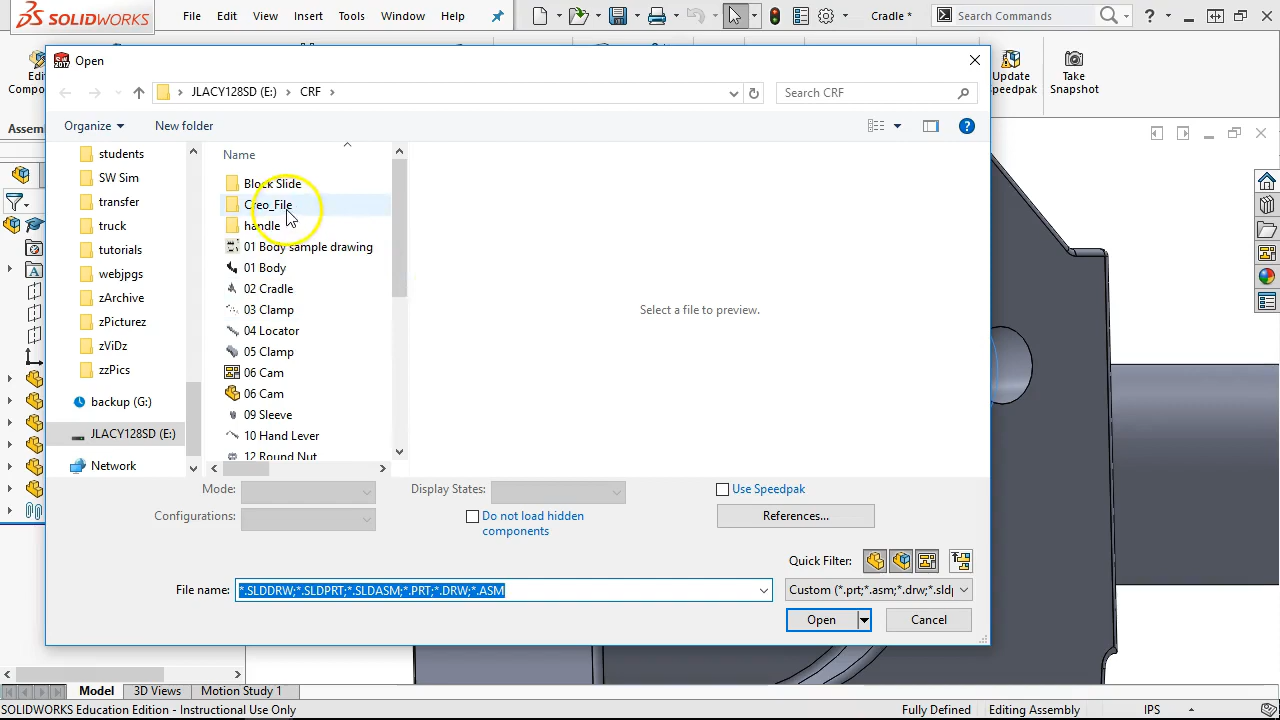 SOLIDWORKS File Edit View Insert Tools Window Help Cradle * Search Commands
Open
Update Speedpak
Take Snapshot
JLACY128SD (E:) CRF Search CRF
Organize New folder
students
SW Sim
transfer
truck
tutorials
webjpgs
zArchive
zPicturez
zViDz
zzPics
backup (G:)
JLACY128SD (E:)
Network
Name
Block Slide
Creo_File
handle
01 Body sample drawing
01 Body
02 Cradle
03 Clamp
04 Locator
05 Clamp
06 Cam
06 Cam
09 Sleeve
10 Hand Lever
12 Round Nut
Select a file to preview.
Mode: Display States: Use Speedpak
Configurations: Do not load hidden components References...
Quick Filter:
File name: *.SLDDRW;*.SLDPRT;*.SLDASM;*.PRT;*.DRW;*.ASM Custom (*.prt;*.asm;*.drw;*.sldp
Open Cancel
Model 3D Views Motion Study 1
SOLIDWORKS Education Edition - Instructional Use Only Fully Defined Editing Assembly IPS